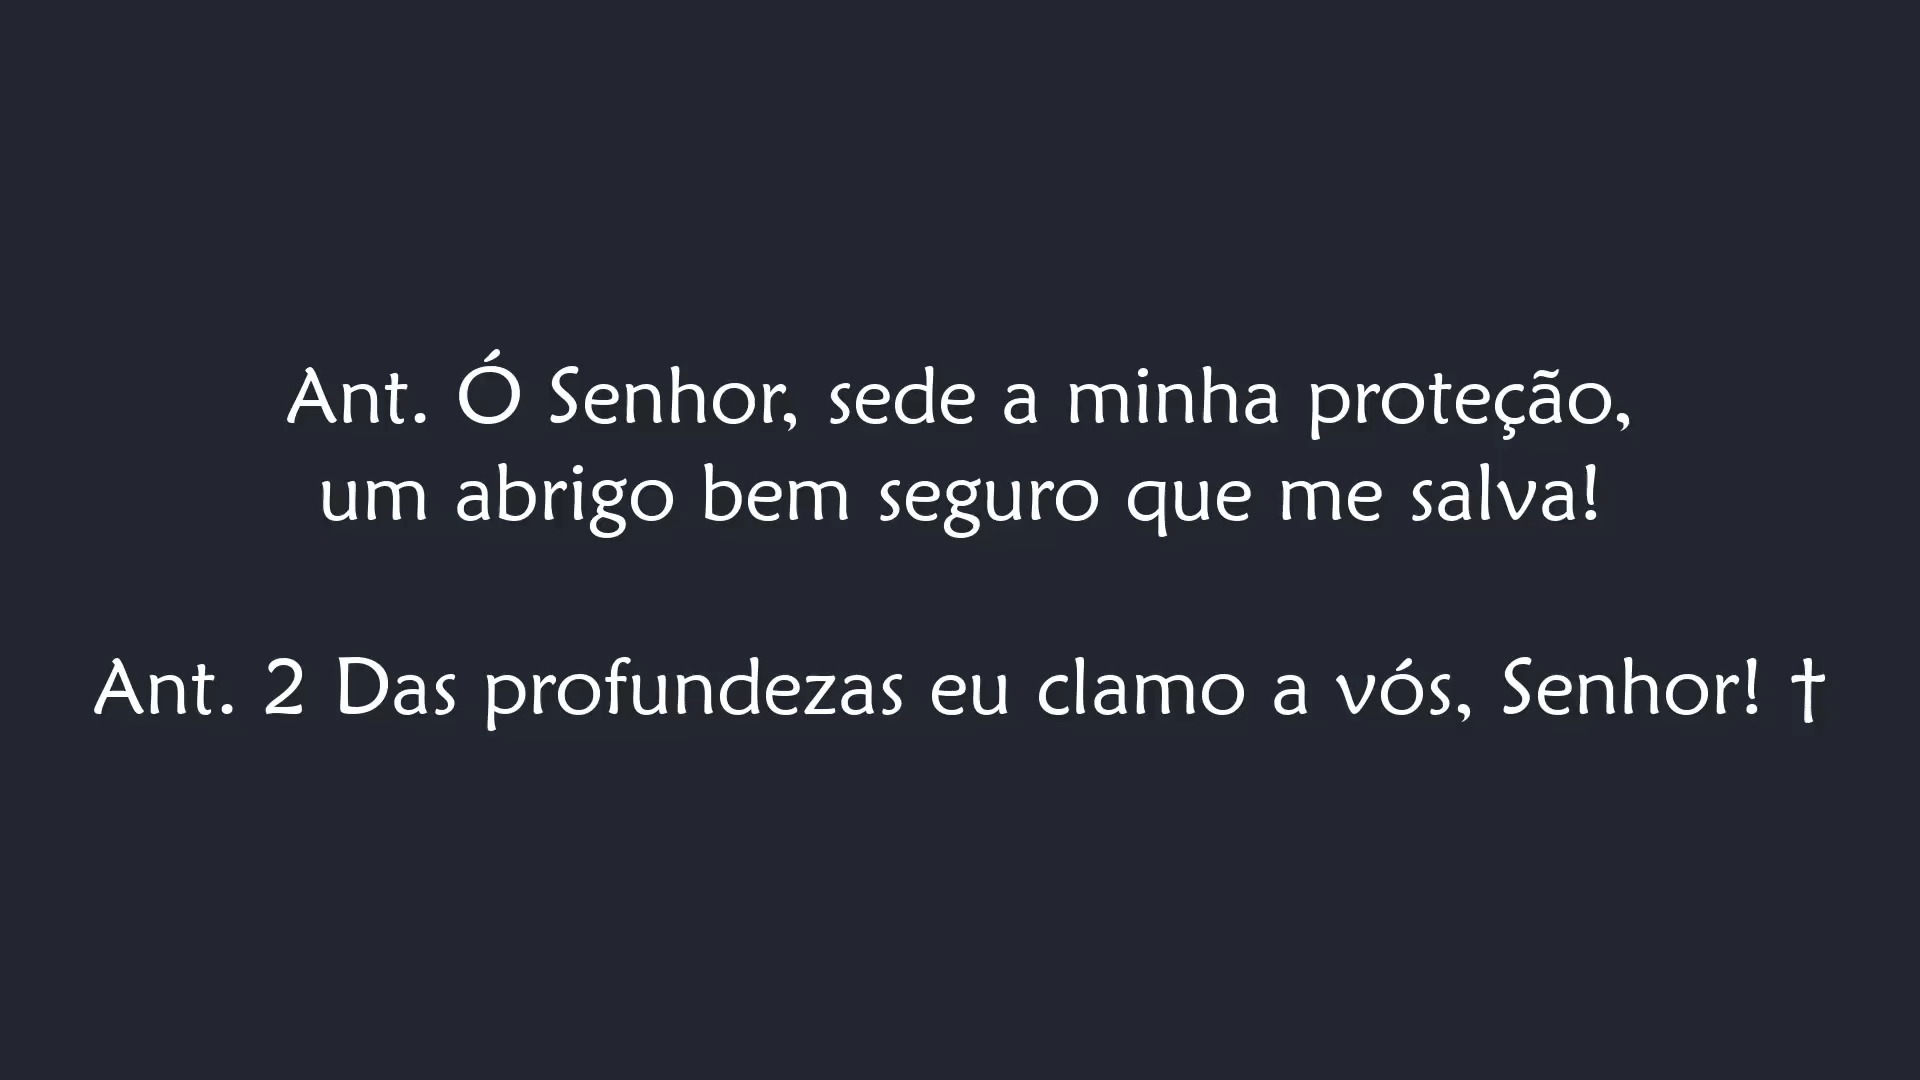 Ant. Ó Senhor, sede a minha proteção,
um abrigo bem seguro que me salva!
Ant. 2 Das profundezas eu clamo a vós, Senhor! †